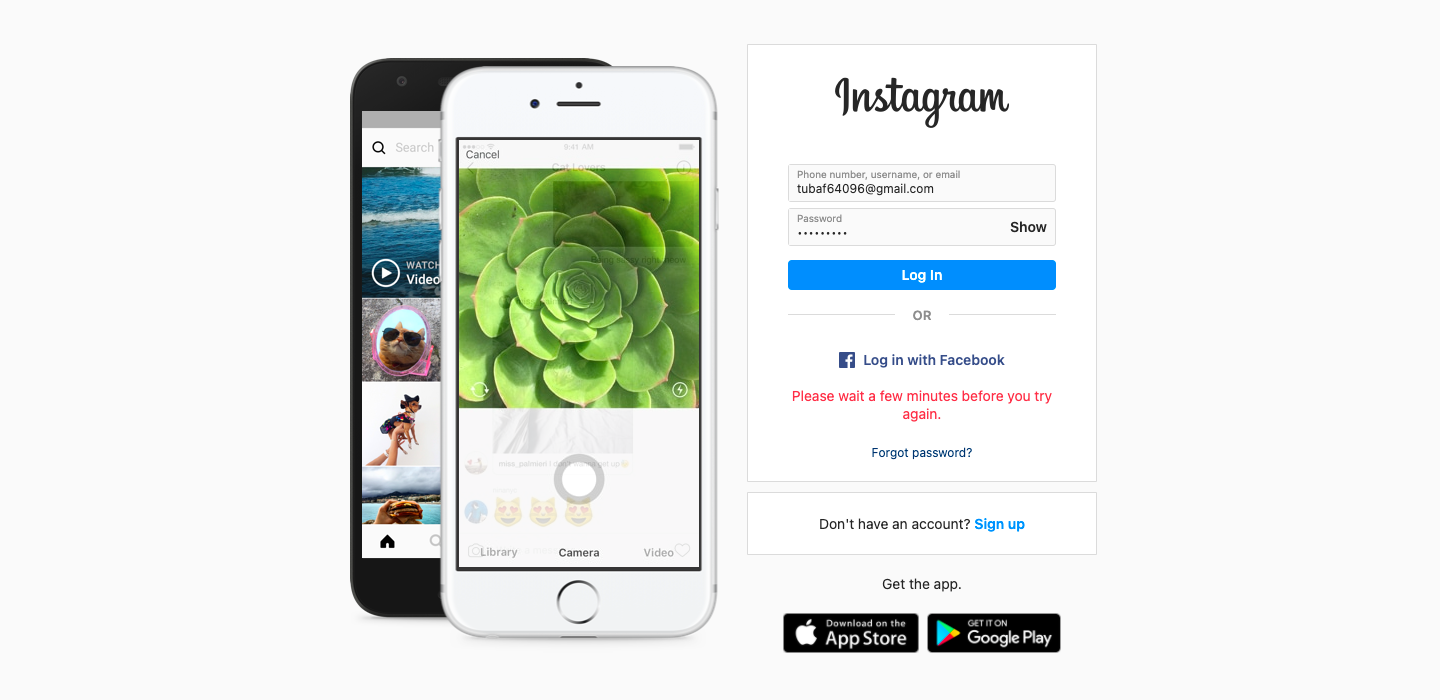 Search
WATCH
Video
9:41 AM
Cancel
Cat Lovers
Library
Camera
Video
Instagram
Phone number, username, or email
tubaf64096@gmail.com
Password
•••••••••
Show
Log In
OR
Log in with Facebook
Please wait a few minutes before you try
again.
Forgot password?
Don't have an account? Sign up
Get the app.
Download on the
App Store
GET IT ON
Google Play